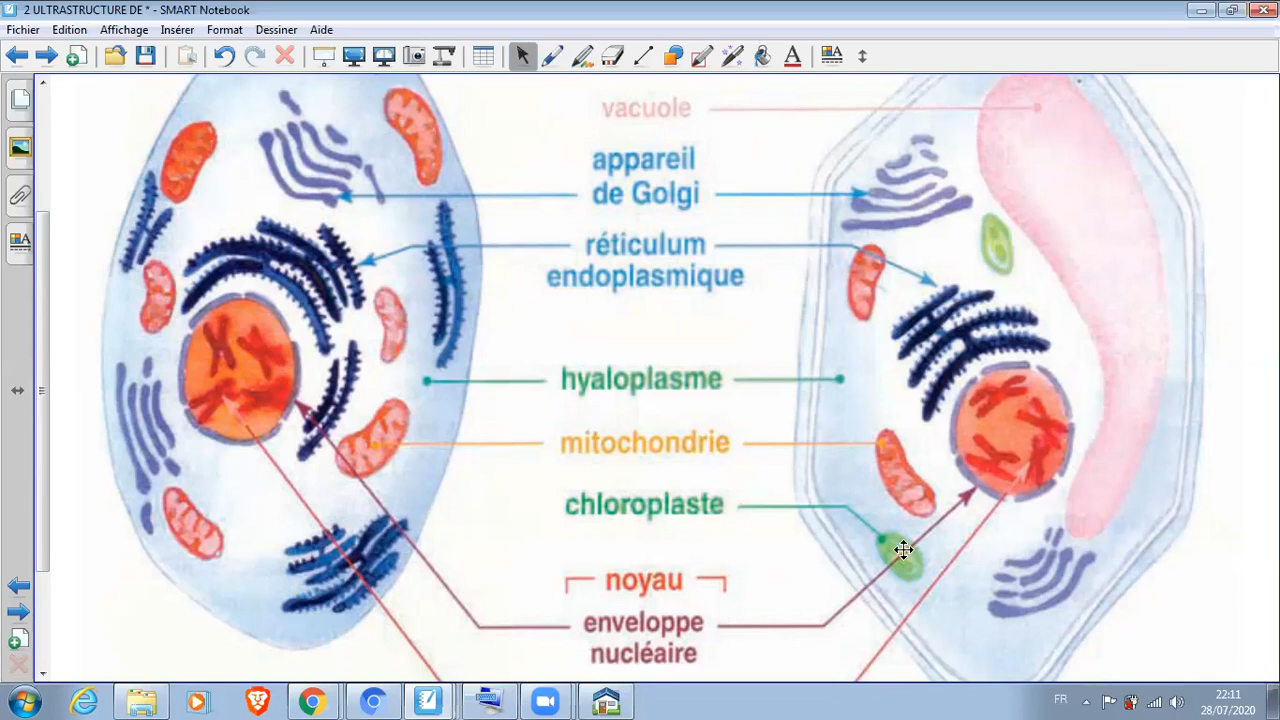 2 ULTRASTRUCTURE DE * - SMART Notebook
Fichier Edition Affichage Insérer Format Dessiner Aide
vacuole
appareil
de Golgi
réticulum
endoplasmique
hyaloplasme
mitochondrie
chloroplaste
noyau
enveloppe
nucléaire
FR
22:11
28/07/2020